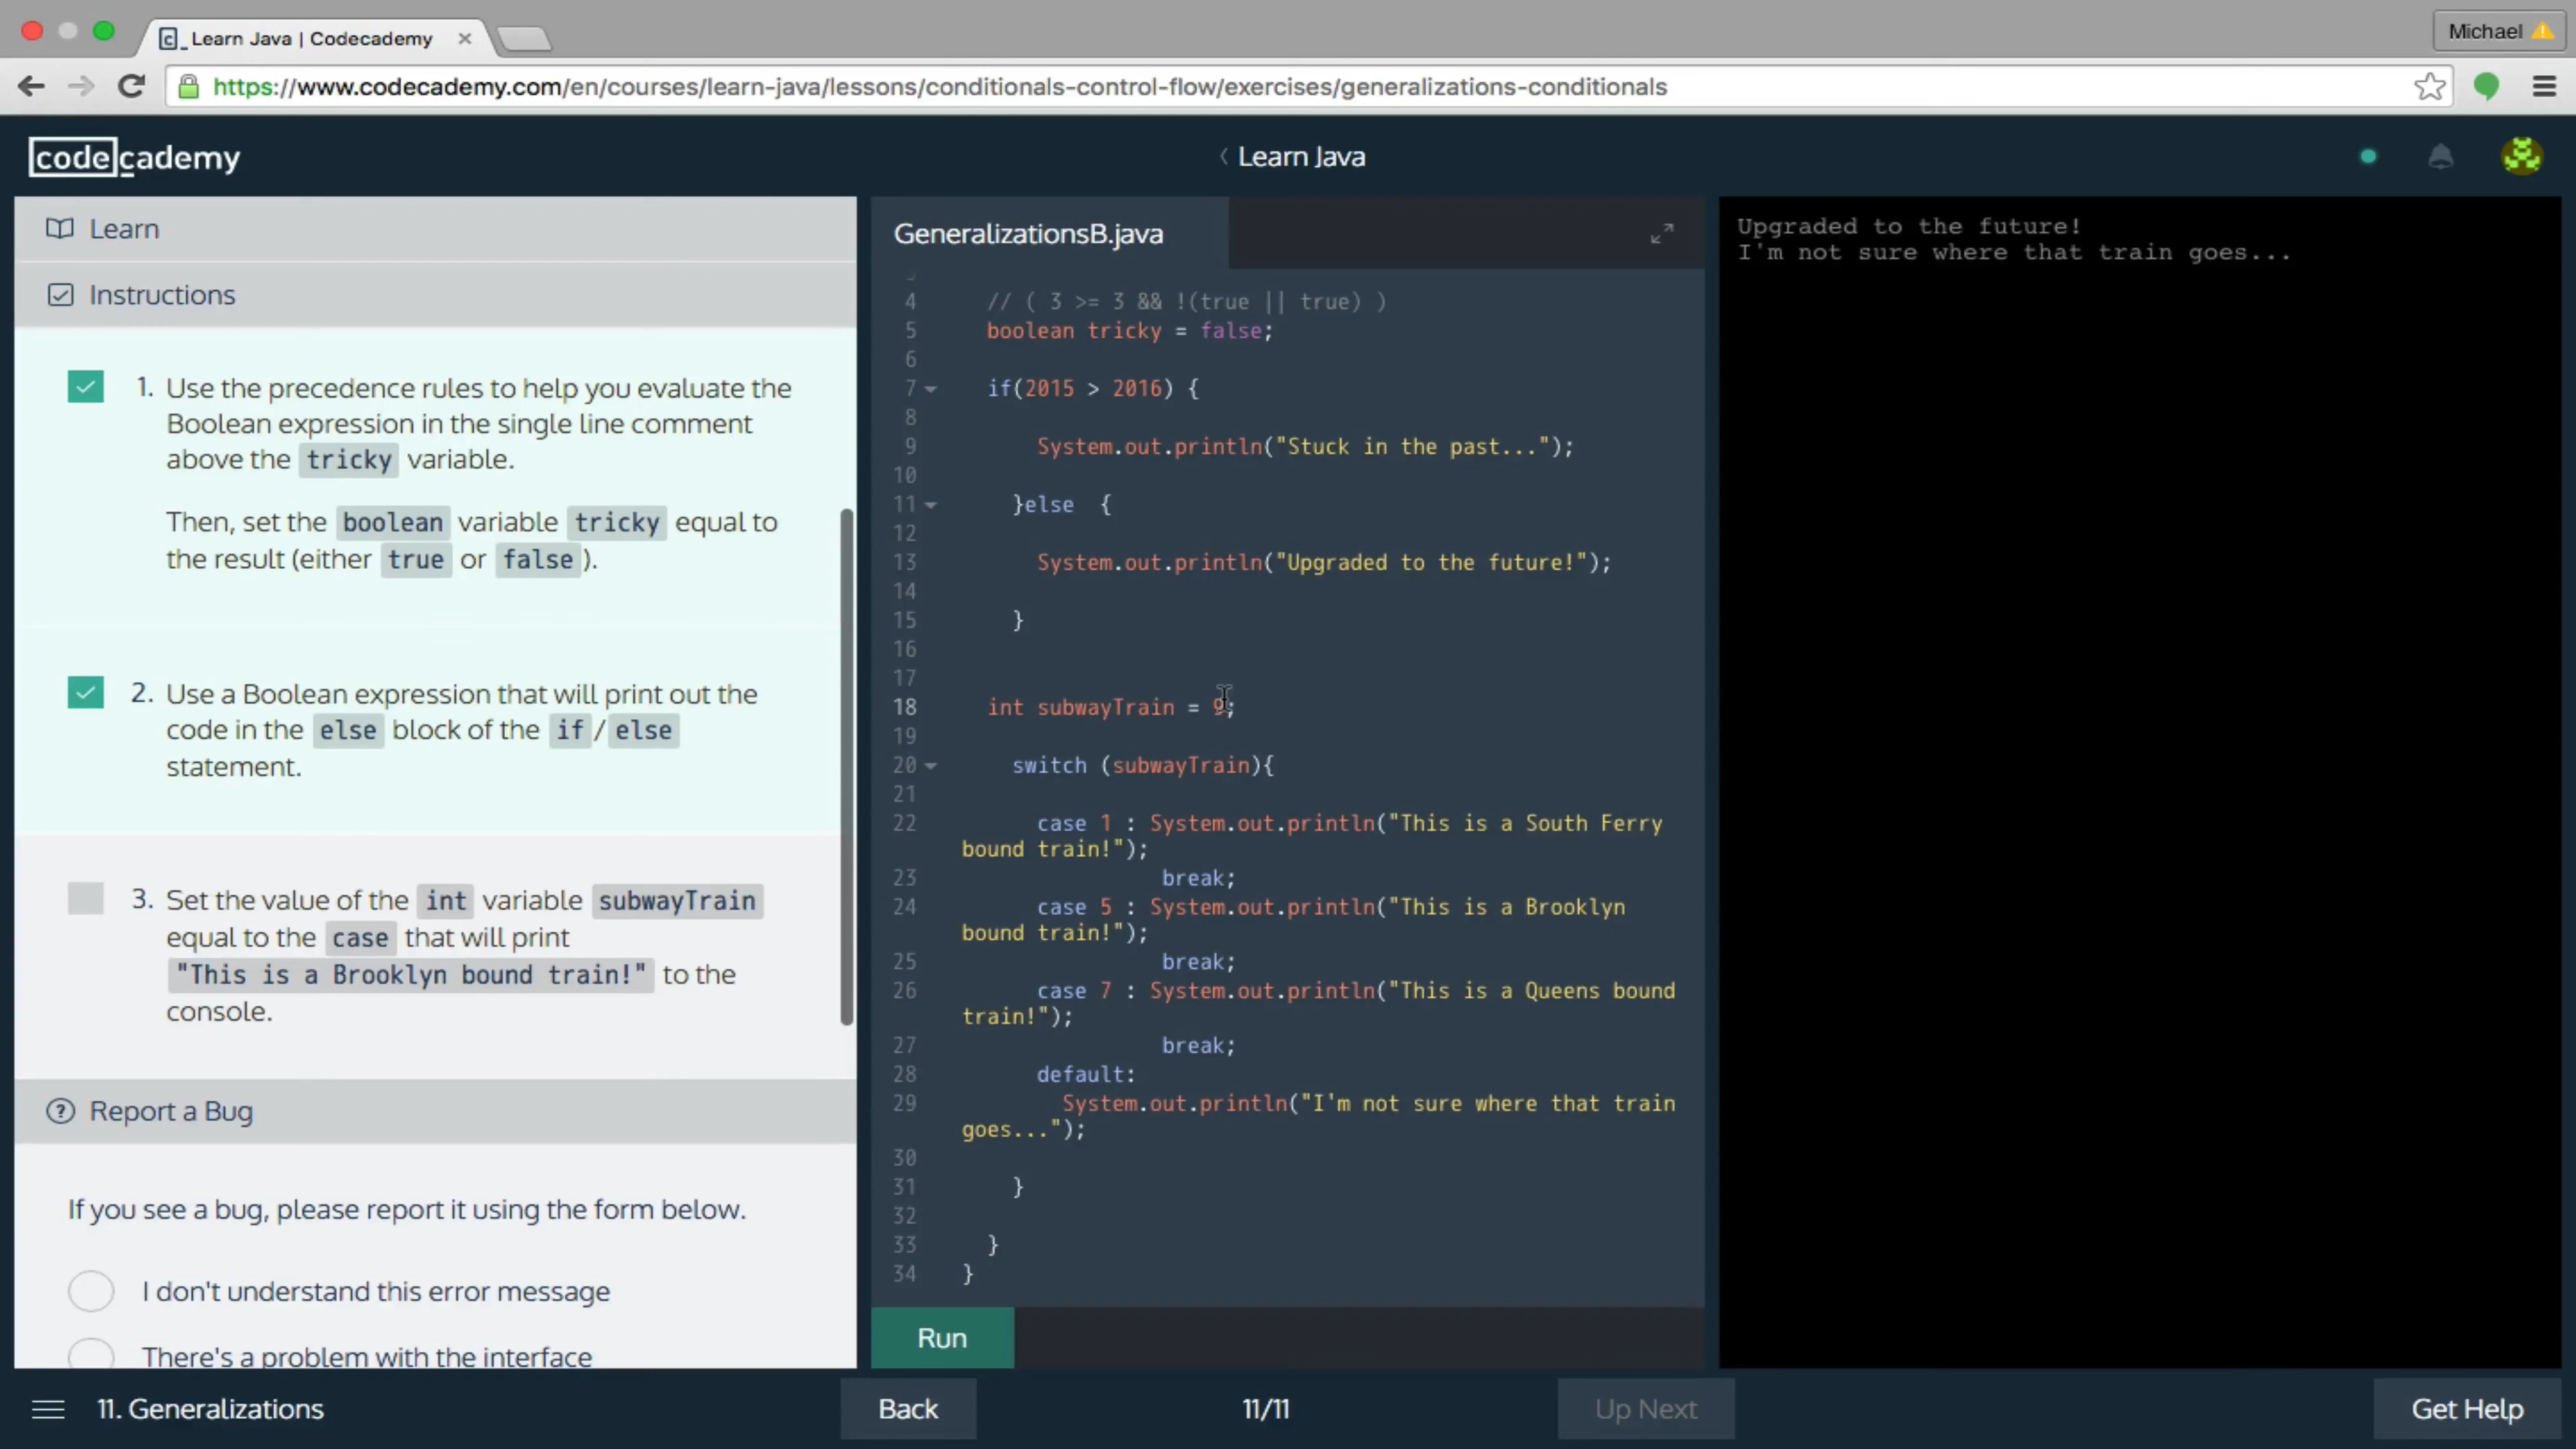 Learn Java | Codecademy
Michael
https://www.codecademy.com/en/courses/learn-java/lessons/conditionals-control-flow/exercises/generalizations-conditionals
codecademy
Learn Java
Learn
Instructions
1. Use the precedence rules to help you evaluate the
Boolean expression in the single line comment
above the tricky variable.
Then, set the boolean variable tricky equal to
the result (either true or false ).
2. Use a Boolean expression that will print out the
code in the else block of the if / else
statement.
3. Set the value of the int variable subwayTrain
equal to the case that will print
"This is a Brooklyn bound train!" to the
console.
Report a Bug
If you see a bug, please report it using the form below.
I don't understand this error message
There's a problem with the interface
GeneralizationsB.java
4 // ( 3 >= 3 && !(true || true) )
5 boolean tricky = false;
6
7 if(2015 > 2016) {
8
9 System.out.println("Stuck in the past...");
10
11 }else {
12
13 System.out.println("Upgraded to the future!");
14
15 }
16
17
18 int subwayTrain = ;
19
20 switch (subwayTrain){
21
22 case 1 : System.out.println("This is a South Ferry
bound train!");
23 break;
24 case 5 : System.out.println("This is a Brooklyn
bound train!");
25 break;
26 case 7 : System.out.println("This is a Queens bound
train!");
27 break;
28 default:
29 System.out.println("I'm not sure where that train
goes...");
30
31 }
32
33 }
34 }
Run
Upgraded to the future!
I'm not sure where that train goes...
11. Generalizations
Back
11/11
Up Next
Get Help